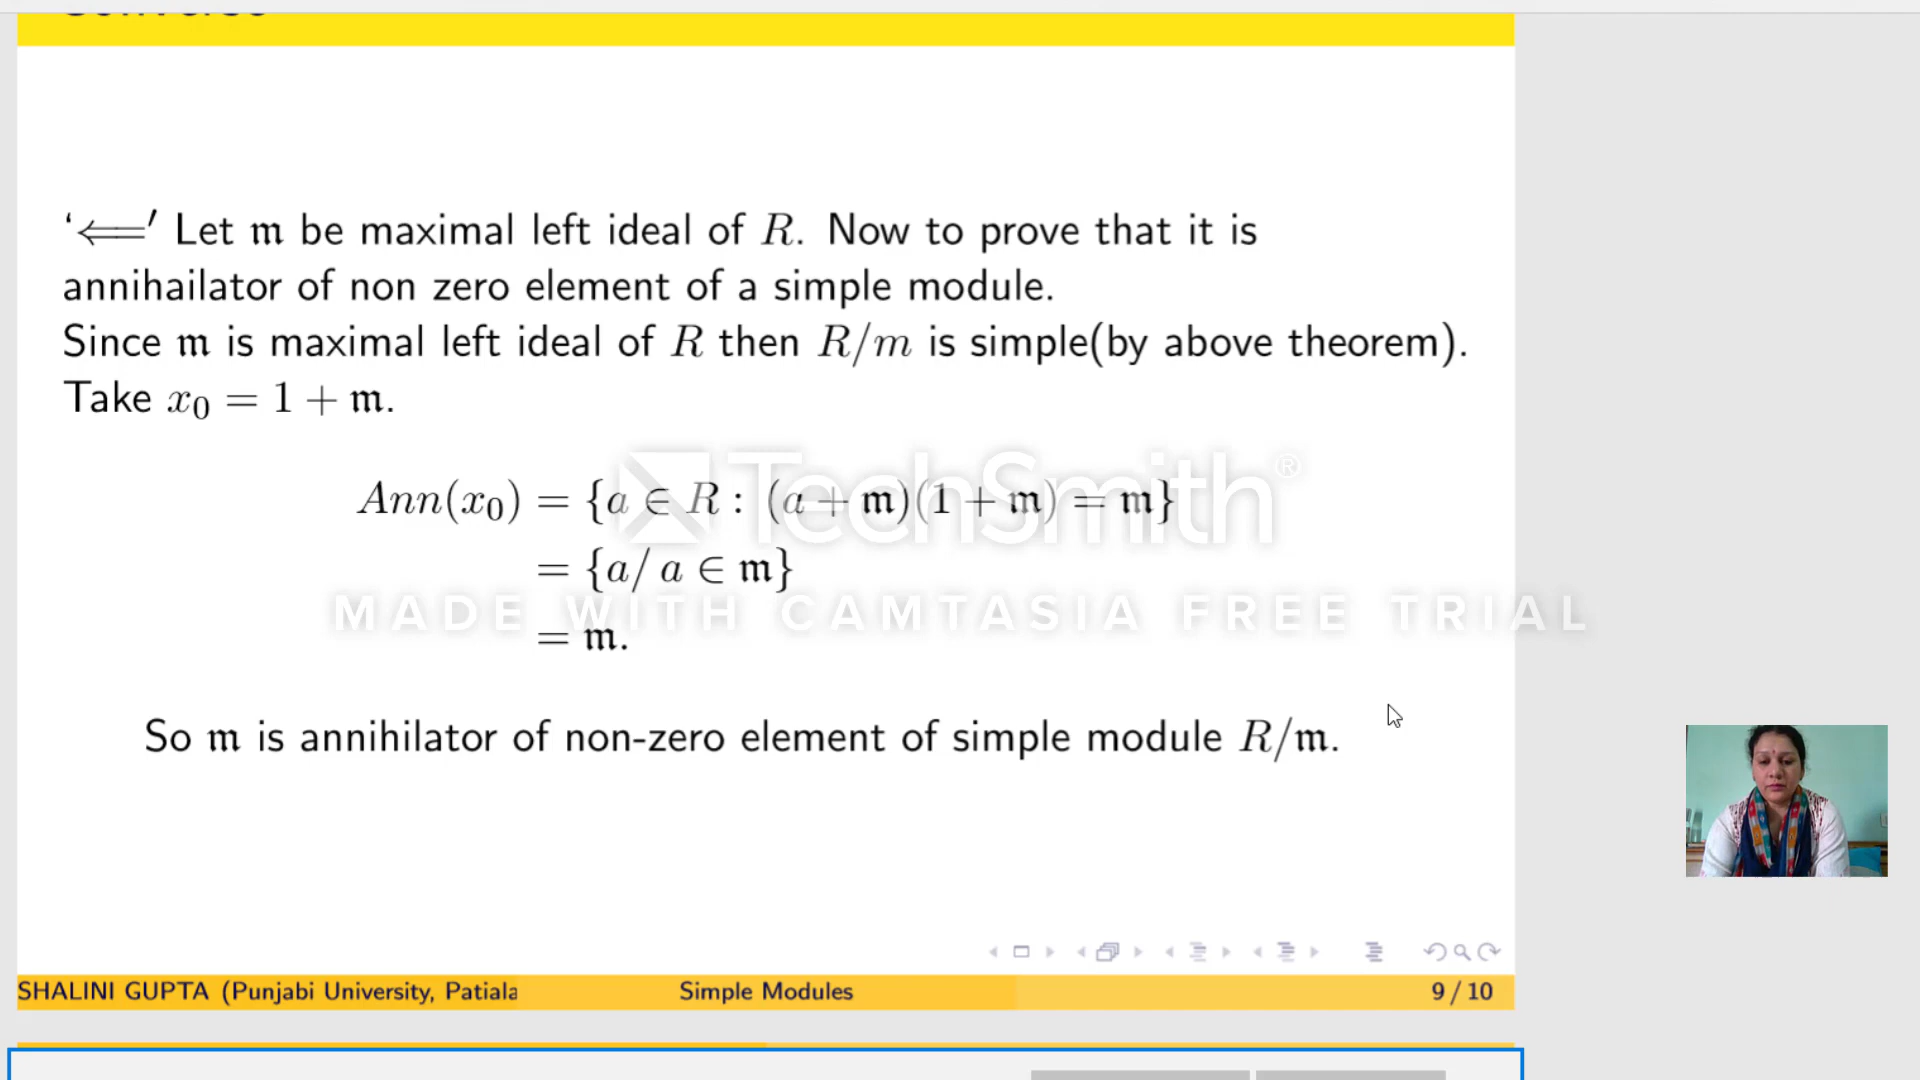 Converse
‘⟸′ Let 𝔪 be maximal left ideal of R. Now to prove that it is
annihailator of non zero element of a simple module.
Since 𝔪 is maximal left ideal of R then R/m is simple(by above theorem).
Take x₀ = 1 + 𝔪.
Ann(x₀) = {a ∈ R : (a + 𝔪)(1 + 𝔪) = 𝔪}
= {a/ a ∈ 𝔪}
= 𝔪.
TechSmith®
MADE WITH CAMTASIA FREE TRIAL
So 𝔪 is annihilator of non-zero element of simple module R/𝔪.
SHALINI GUPTA (Punjabi University, Patiala
Simple Modules
9 / 10